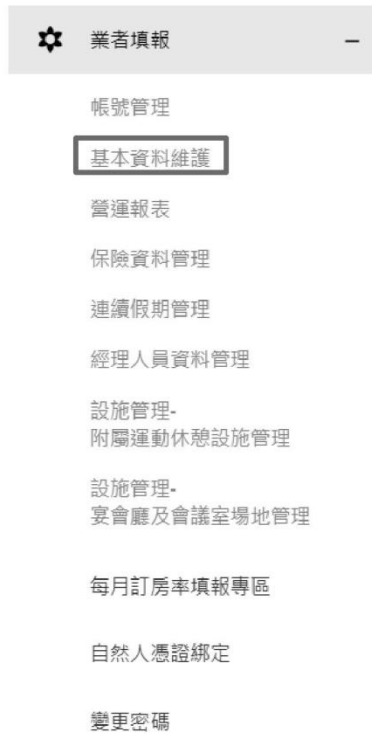 業者填報
帳號管理
基本資料維護
營運報表
保險資料管理
連續假期管理
經理人員資料管理
設施管理-
附屬運動休憩設施管理
設施管理-
宴會廳及會議室場地管理
每月訂房率填報專區
自然人憑證綁定
變更密碼